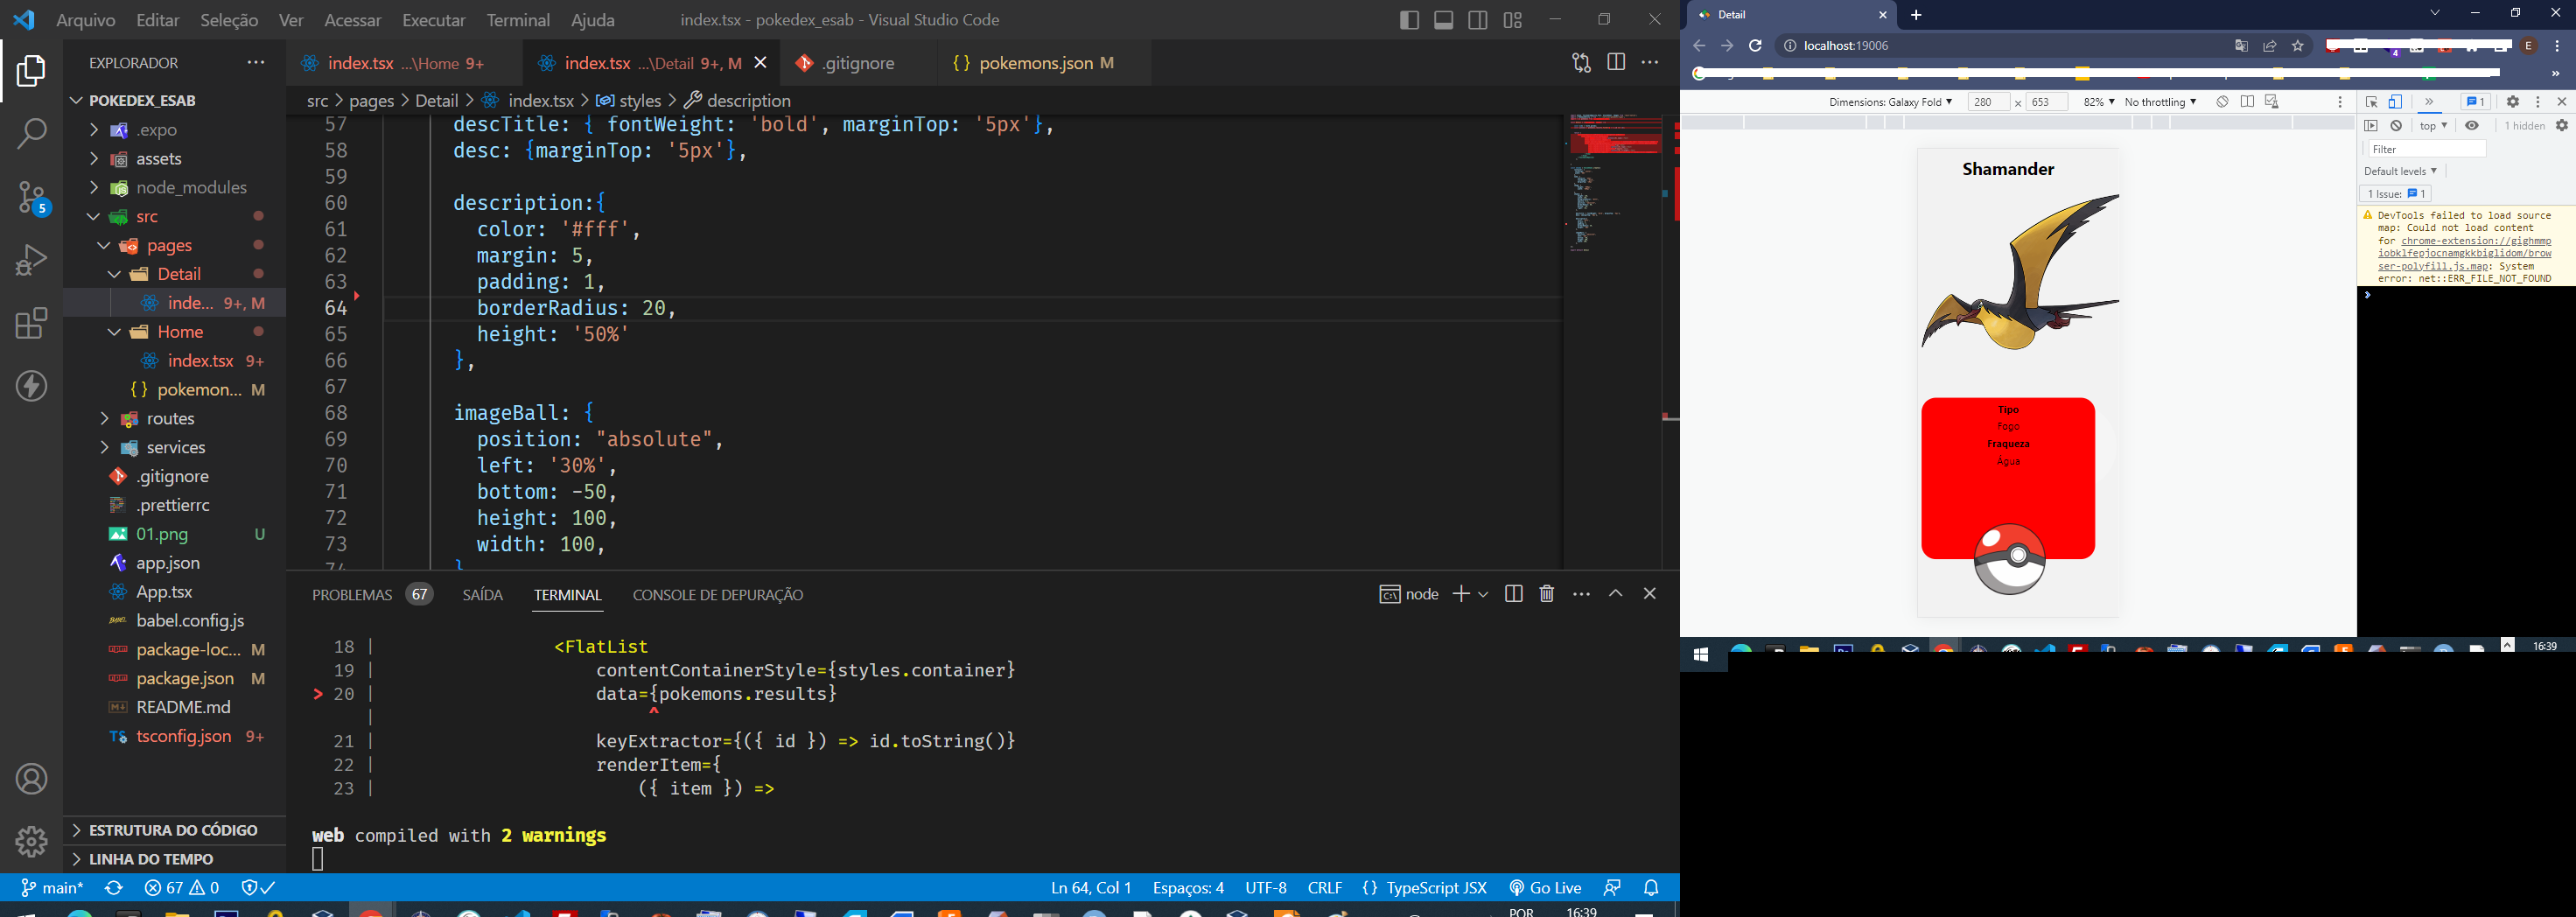 Arquivo Editar Seleção Ver Acessar Executar Terminal Ajuda
index.tsx - pokedex_esab - Visual Studio Code
EXPLORADOR
POKEDEX_ESAB
.expo
assets
node_modules
src
pages
Detail
inde... 9+, M
Home
index.tsx 9+
{} pokemon... M
routes
services
.gitignore
.prettierrc
01.png U
app.json
App.tsx
babel.config.js
package-loc... M
package.json M
README.md
tsconfig.json 9+
ESTRUTURA DO CÓDIGO
LINHA DO TEMPO
index.tsx ...\Home 9+
index.tsx ...\Detail 9+, M
.gitignore
{} pokemons.json M
src > pages > Detail > index.tsx > styles > description
57 descTitle: { fontWeight: 'bold', marginTop: '5px'},
58 desc: {marginTop: '5px'},
59
60 description:{
61 color: '#fff',
62 margin: 5,
63 padding: 1,
64 borderRadius: 20,
65 height: '50%'
66 },
67
68 imageBall: {
69 position: "absolute",
70 left: '30%',
71 bottom: -50,
72 height: 100,
73 width: 100,
74 }
PROBLEMAS 67 SAÍDA TERMINAL CONSOLE DE DEPURAÇÃO
node
18 | <FlatList
19 | contentContainerStyle={styles.container}
> 20 | data={pokemons.results}
| ^
21 | keyExtractor={({ id }) => id.toString()}
22 | renderItem={
23 | ({ item }) =>
web compiled with 2 warnings
5
main* 67 0
Ln 64, Col 1 Espaços: 4 UTF-8 CRLF {} TypeScript JSX Go Live
POR 16:39
Detail
localhost:19006
E
4
Dimensions: Galaxy Fold 280 × 653 82% No throttling
1
top 1 hidden
Filter
Default levels
1 Issue: 1
DevTools failed to load source
map: Could not load content
for chrome-extension://gighmmp
iobklfepjocnamgkkbiglidom/brow
ser-polyfill.js.map: System
error: net::ERR_FILE_NOT_FOUND
Shamander
Tipo
Fogo
Fraqueza
Água
16:39